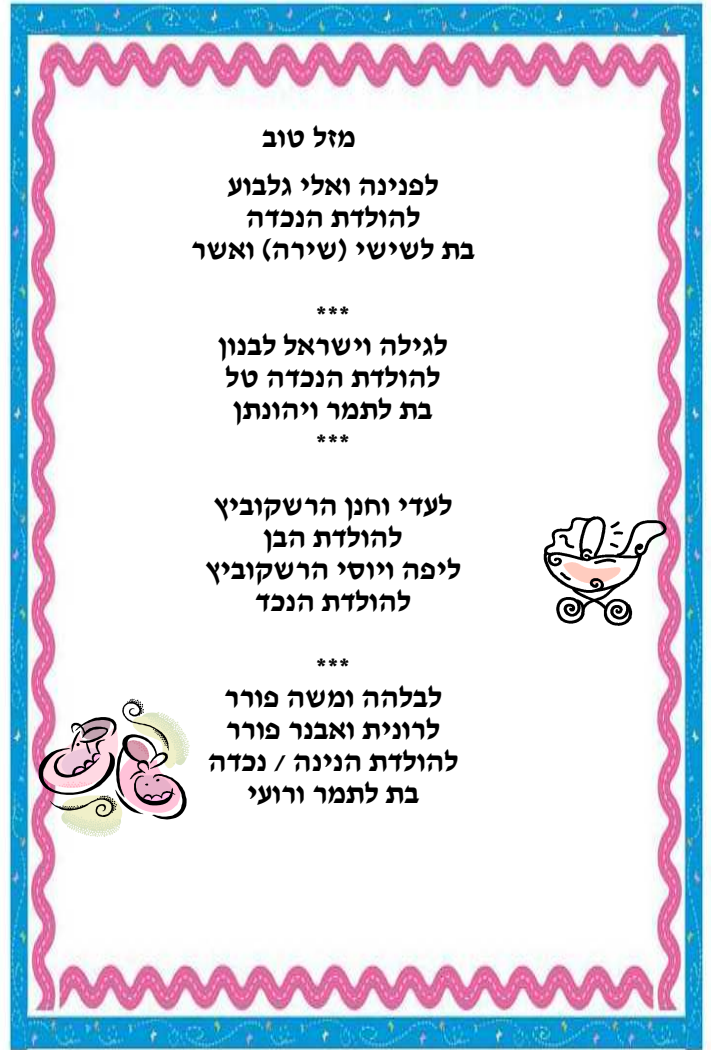 מזל טוב
לפנינה ואלי גלבוע
להולדת הנכדה
בת לשישי (שירה) ואשר
***
לגילה וישראל לבנון
להולדת הנכדה טל
בת לתמר ויהונתן
***
לעדי וחנן הרשקוביץ
להולדת הבן
ליפה ויוסי הרשקוביץ
להולדת הנכד
***
לבלהה ומשה פורר
לרונית ואבנר פורר
להולדת הנינה / נכדה
בת לתמר ורועי